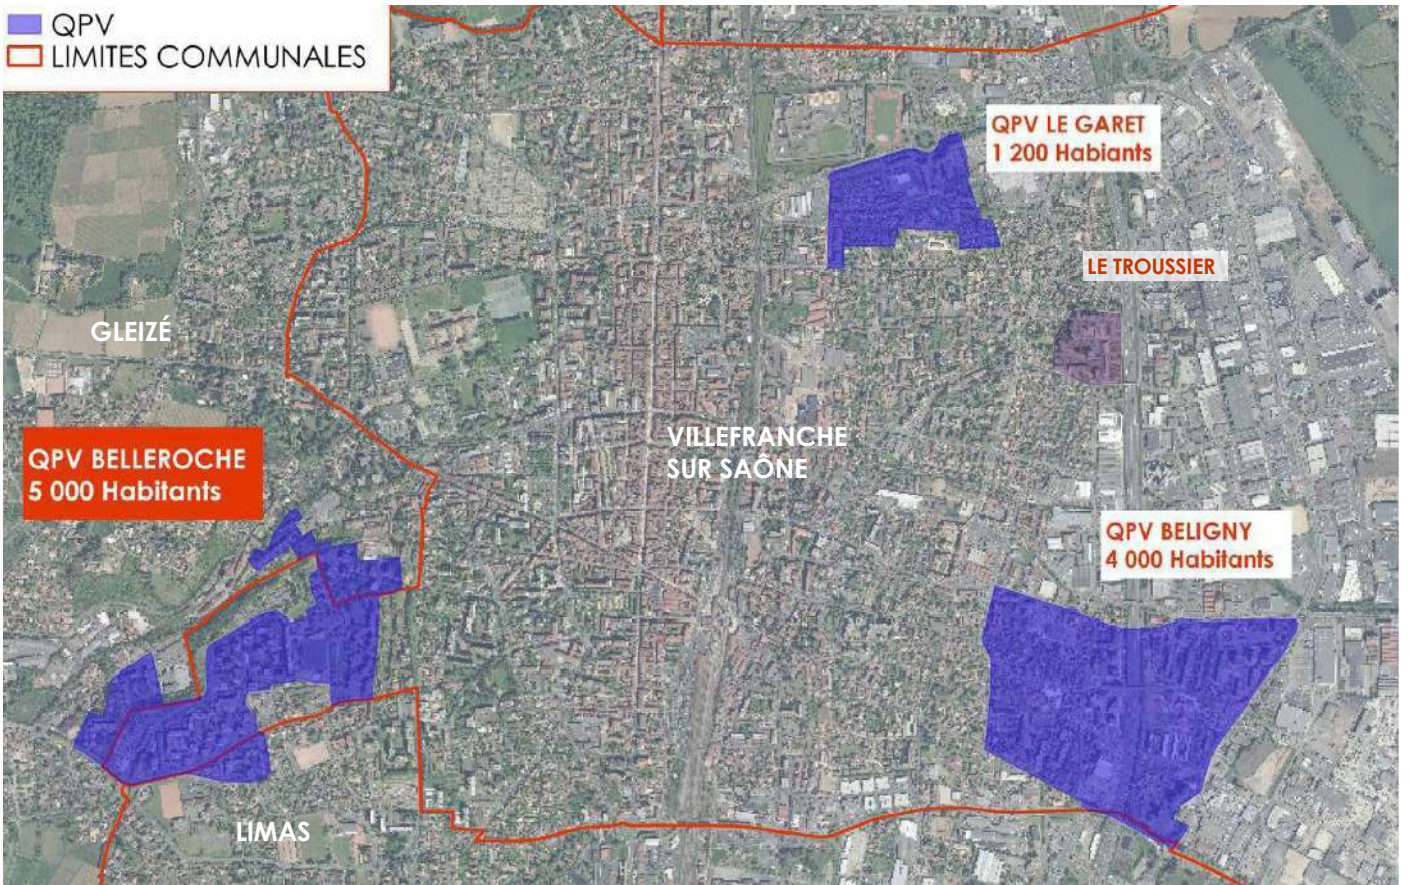 QPV
LIMITES COMMUNALES
QPV LE GARET
1 200 Habiants
LE TROUSSIER
GLEIZÉ
VILLEFRANCHE
SUR SAÔNE
QPV BELLEROCHE
5 000 Habitants
QPV BELIGNY
4 000 Habitants
LIMAS